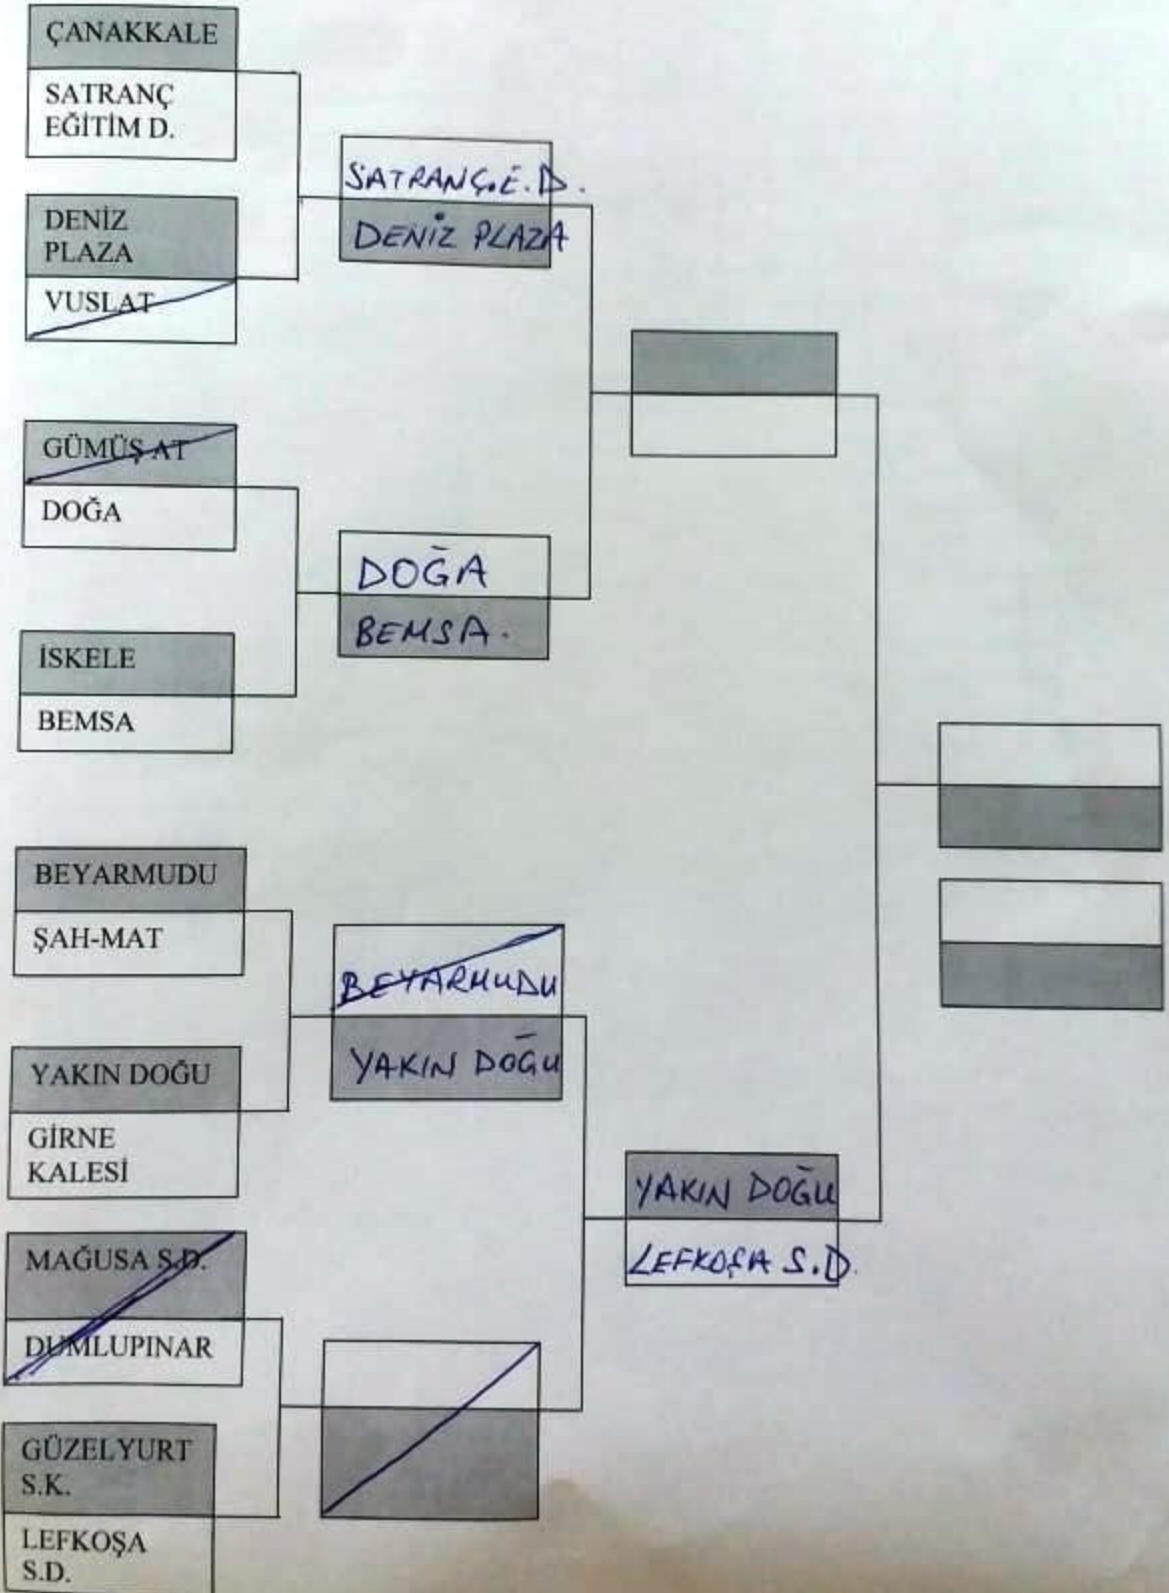 ÇANAKKALE
SATRANÇ
EĞİTİM D.
DENİZ
PLAZA
VUSLAT
GÜMÜŞ AT
DOĞA
İSKELE
BEMSA
BEYARMUDU
ŞAH-MAT
YAKIN DOĞU
GİRNE
KALESİ
MAĞUSA S.D.
DUMLUPINAR
GÜZELYURT
S.K.
LEFKOŞA
S.D.
SATRANÇ.E.D.
DENİZ PLAZA
DOĞA
BEMSA.
BEYARMUDU
YAKIN DOĞU
YAKIN DOĞU
LEFKOŞA S.D.